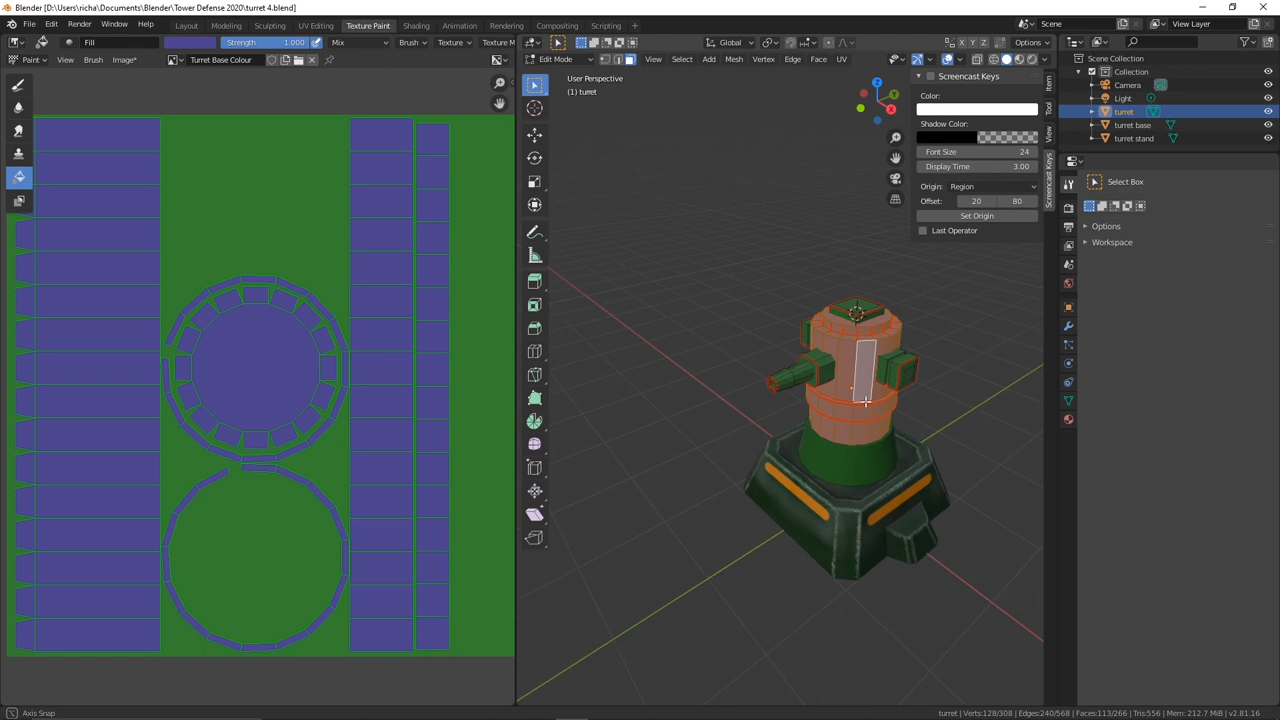 Blender [D:\Users\richa\Documents\Blender\Tower Defense 2020\turret 4.blend]
File Edit Render Window Help Layout Modeling Sculpting UV Editing Texture Paint Shading Animation Rendering Compositing Scripting + Scene View Layer
Fill Strength 1.000 Mix Brush Texture Texture M Global X Y Z Options
Paint View Brush Image* Turret Base Colour Edit Mode View Select Add Mesh Vertex Edge Face UV
User Perspective
(1) turret
Screencast Keys
Color:
Shadow Color:
Font Size 24
Display Time 3.00
Origin: Region
Offset: 20 80
Set Origin
Last Operator
Item
Tool
View
Screencast Keys
Scene Collection
Collection
Camera
Light
turret
turret base
turret stand
Select Box
Options
Workspace
Z
Y
X
Axis Snap
turret | Verts:128/308 | Edges:240/568 | Faces:113/266 | Tris:556 | Mem: 212.7 MiB | v2.81.16